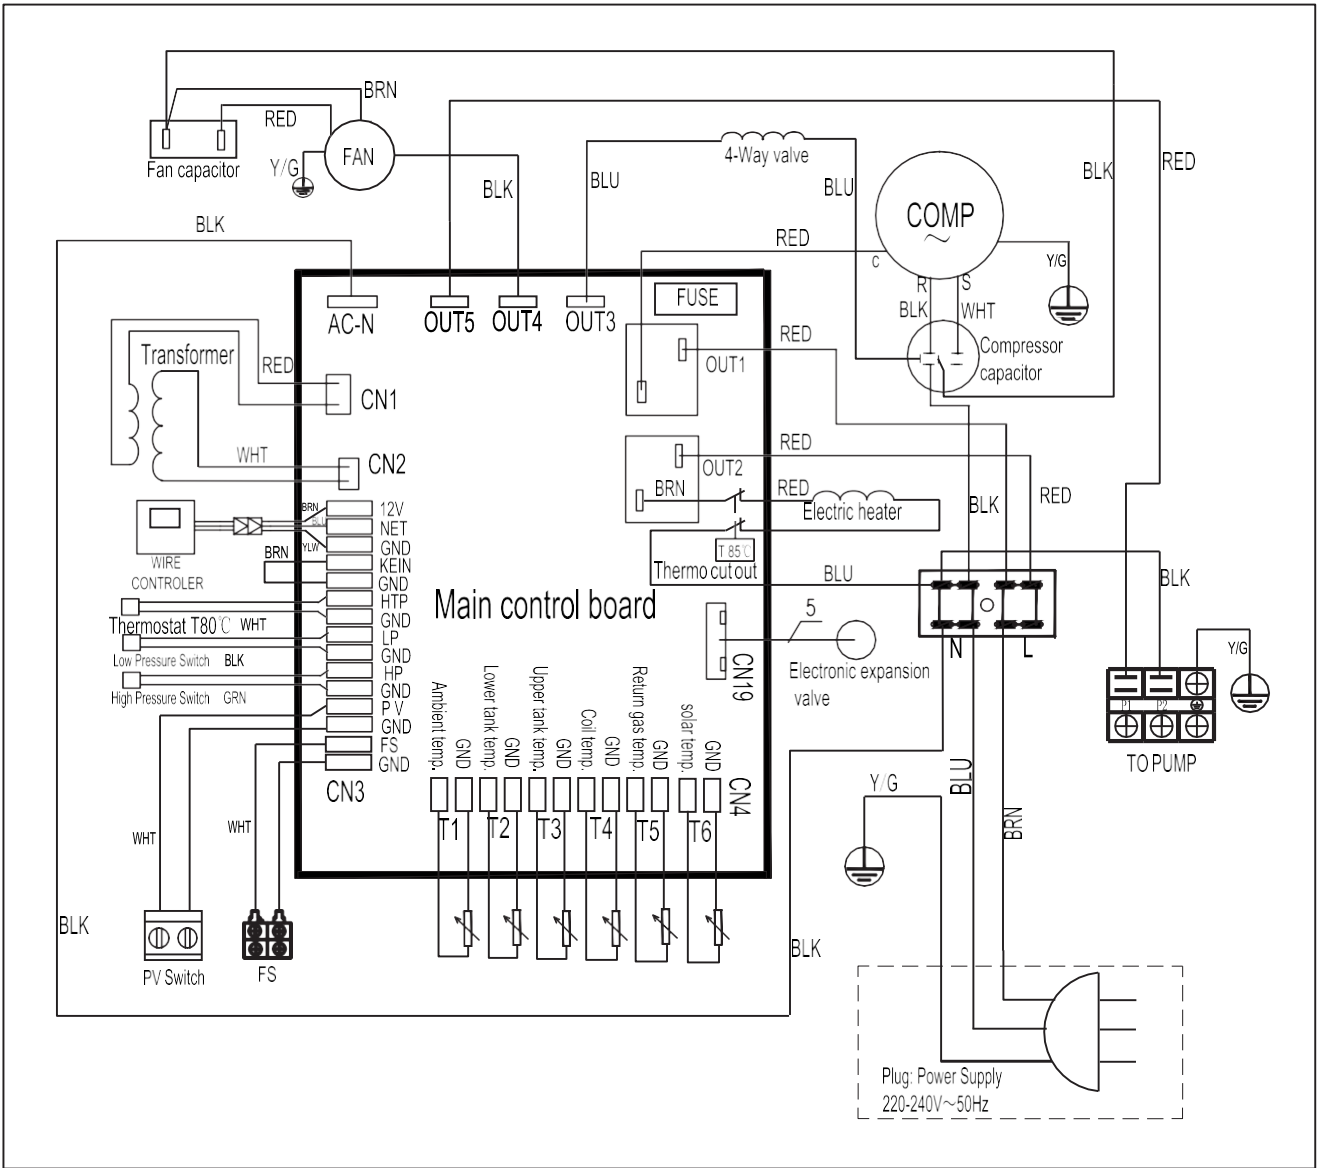 BRN
RED
FAN
Fan capacitor
Y/G
BLK
BLK
BLU
4-Way valve
BLU
COMP
~
BLK
RED
RED
C
R
S
Y/G
BLK
WHT
Compressor
capacitor
AC-N
OUT5
OUT4
OUT3
FUSE
OUT1
RED
Transformer
RED
CN1
WHT
CN2
OUT2
RED
BRN
RED
Electric heater
BLK
RED
T 85℃
Thermo cut out
BLU
BLK
BRN
BLU
YLW
12V
NET
GND
KEIN
GND
HTP
GND
LP
GND
HP
GND
PV
GND
FS
GND
CN3
WIRE
CONTROLER
BRN
Thermostat T80℃ WHT
Low Pressure Switch BLK
High Pressure Switch GRN
Main control board
5
Electronic expansion
valve
CN19
N
L
Y/G
P1
P2
TO PUMP
Ambient temp.
GND
Lower tank temp.
GND
Upper tank temp.
GND
Coil temp.
GND
Return gas temp.
GND
solar temp.
GND
CN4
T1
T2
T3
T4
T5
T6
WHT
WHT
PV Switch
FS
BLK
BLK
Y/G
BLU
BRN
Plug: Power Supply
220-240V~50Hz